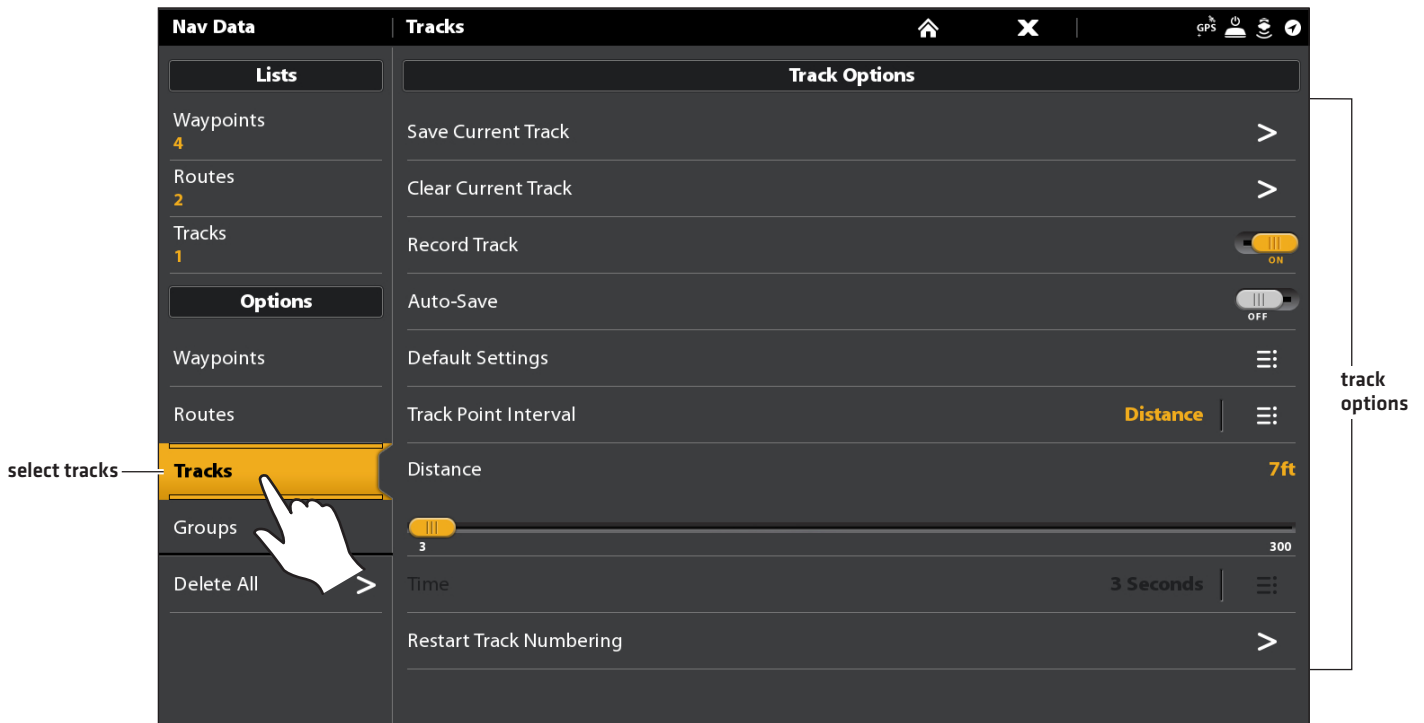 Nav Data
Tracks
GPS
Lists
Waypoints
4
Routes
2
Tracks
1
Options
Waypoints
Routes
Tracks
Groups
Delete All
Track Options
Save Current Track
Clear Current Track
Record Track
ON
Auto-Save
OFF
Default Settings
Track Point Interval Distance
Distance 7ft
3 300
Time 3 Seconds
Restart Track Numbering
select tracks
track
options